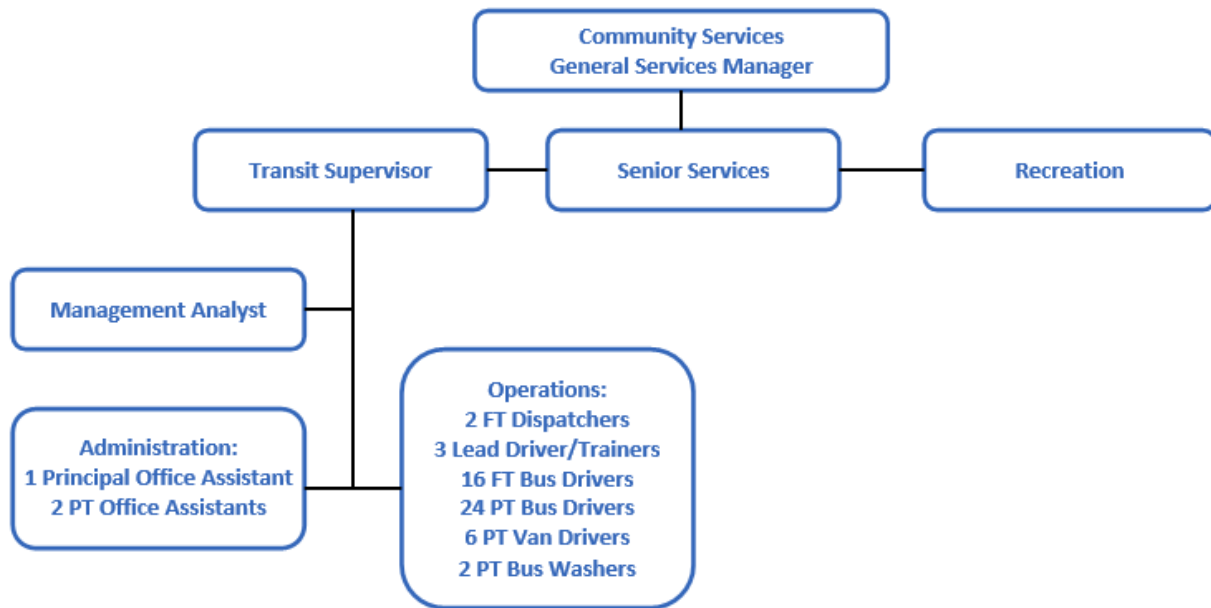 Community Services
General Services Manager
Transit Supervisor
Senior Services
Recreation
Management Analyst
Administration:
1 Principal Office Assistant
2 PT Office Assistants
Operations:
2 FT Dispatchers
3 Lead Driver/Trainers
16 FT Bus Drivers
24 PT Bus Drivers
6 PT Van Drivers
2 PT Bus Washers